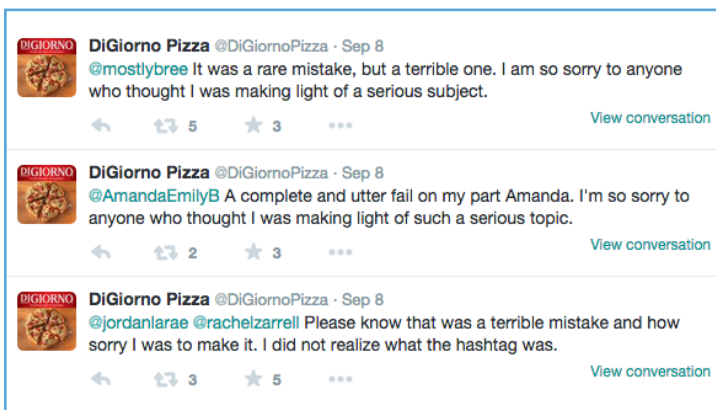 DIGIORNO
DiGiorno Pizza @DiGiornoPizza · Sep 8
@mostlybree It was a rare mistake, but a terrible one. I am so sorry to anyone
who thought I was making light of a serious subject.
5 3 View conversation
DIGIORNO
DiGiorno Pizza @DiGiornoPizza · Sep 8
@AmandaEmilyB A complete and utter fail on my part Amanda. I'm so sorry to
anyone who thought I was making light of such a serious topic.
2 3 View conversation
DIGIORNO
DiGiorno Pizza @DiGiornoPizza · Sep 8
@jordanlarae @rachelzarrell Please know that was a terrible mistake and how
sorry I was to make it. I did not realize what the hashtag was.
3 5 View conversation